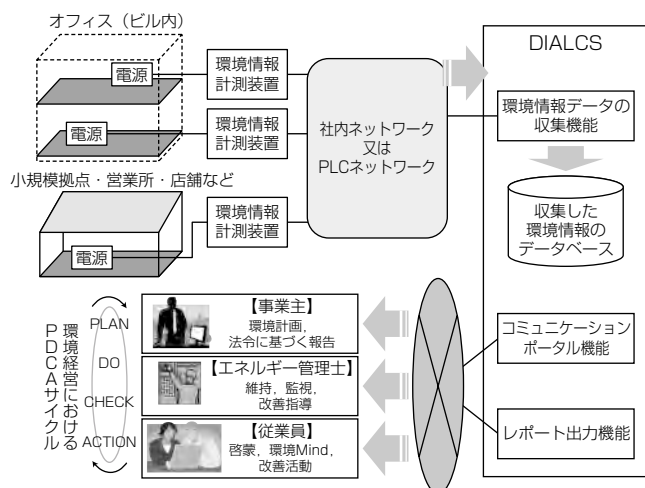 オフィス（ビル内）
電源
環境情報
計測装置
電源
環境情報
計測装置
小規模拠点・営業所・店舗など
電源
環境情報
計測装置
社内ネットワーク
又は
PLCネットワーク
DIALCS
環境情報データの
収集機能
収集した
環境情報の
データベース
コミュニケーション
ポータル機能
レポート出力機能
【事業主】
環境計画，
法令に基づく報告
【エネルギー管理士】
維持，監視，
改善指導
【従業員】
啓蒙，環境Mind，
改善活動
PLAN
DO
CHECK
ACTION
環境経営における
PDCAサイクル